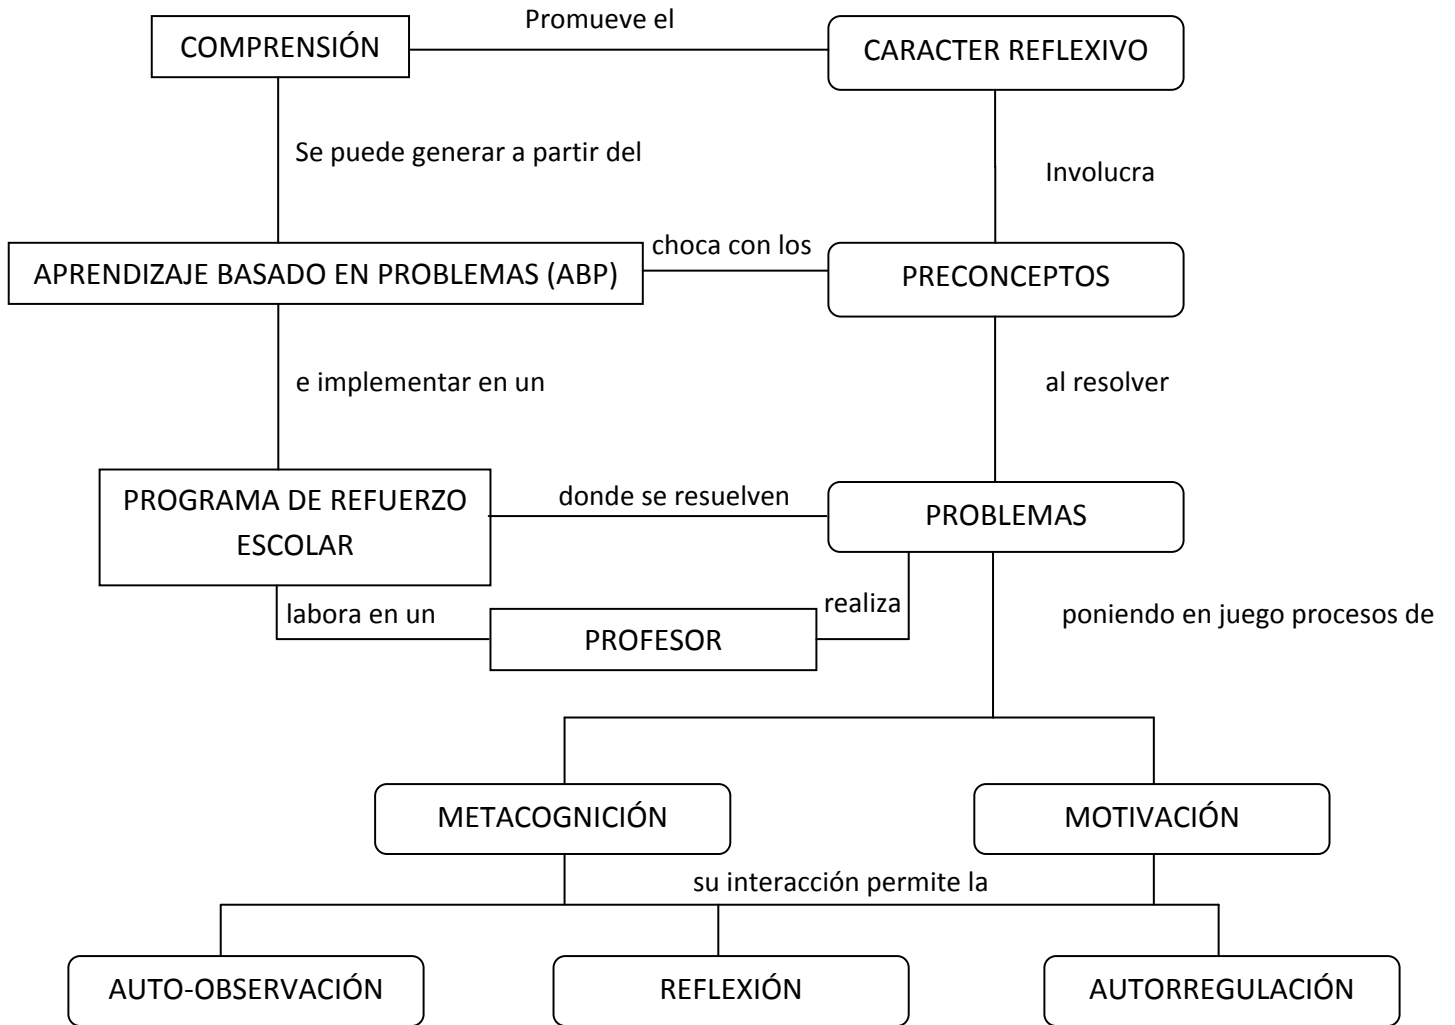 Promueve el
COMPRENSIÓN
CARACTER REFLEXIVO
Se puede generar a partir del
Involucra
choca con los
APRENDIZAJE BASADO EN PROBLEMAS (ABP)
PRECONCEPTOS
e implementar en un
al resolver
PROGRAMA DE REFUERZO
ESCOLAR
donde se resuelven
PROBLEMAS
labora en un
realiza
poniendo en juego procesos de
PROFESOR
METACOGNICIÓN
MOTIVACIÓN
su interacción permite la
AUTO-OBSERVACIÓN
REFLEXIÓN
AUTORREGULACIÓN